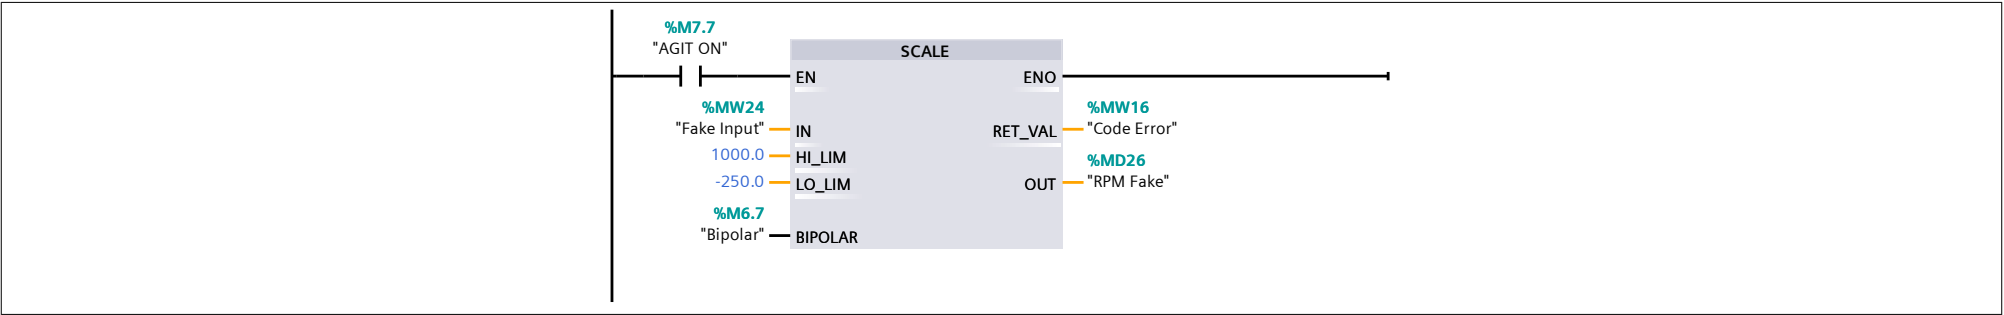 %M7.7
"AGIT ON"
SCALE
EN
ENO
%MW24
"Fake Input"
IN
RET_VAL
%MW16
"Code Error"
1000.0
HI_LIM
-250.0
LO_LIM
OUT
%MD26
"RPM Fake"
%M6.7
"Bipolar"
BIPOLAR